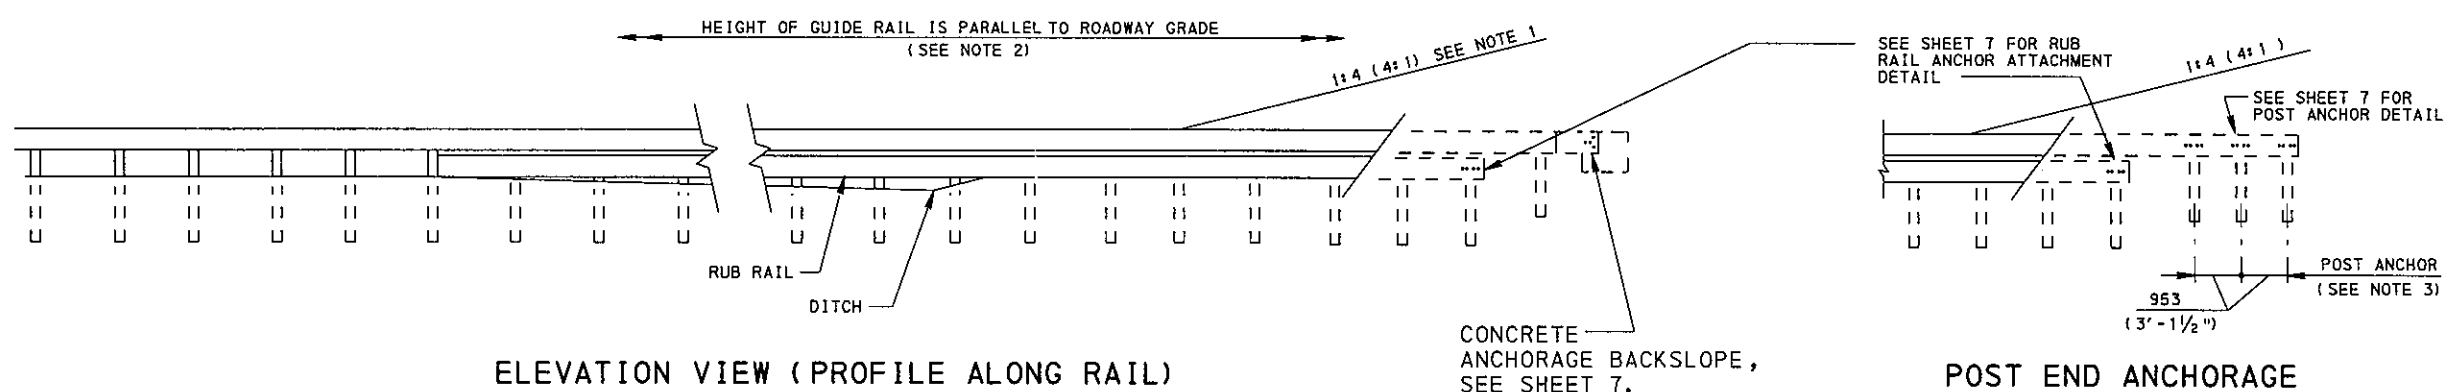 HEIGHT OF GUIDE RAIL IS PARALLEL TO ROADWAY GRADE
(SEE NOTE 2)
1:4 (4:1) SEE NOTE 1
SEE SHEET 7 FOR RUB
RAIL ANCHOR ATTACHMENT
DETAIL
1:4 (4:1)
SEE SHEET 7 FOR
POST ANCHOR DETAIL
RUB RAIL
DITCH
POST ANCHOR
(SEE NOTE 3)
953
(3'-1½")
CONCRETE
ANCHORAGE BACKSLOPE,
SEE SHEET 7.
ELEVATION VIEW (PROFILE ALONG RAIL)
POST END ANCHORAGE